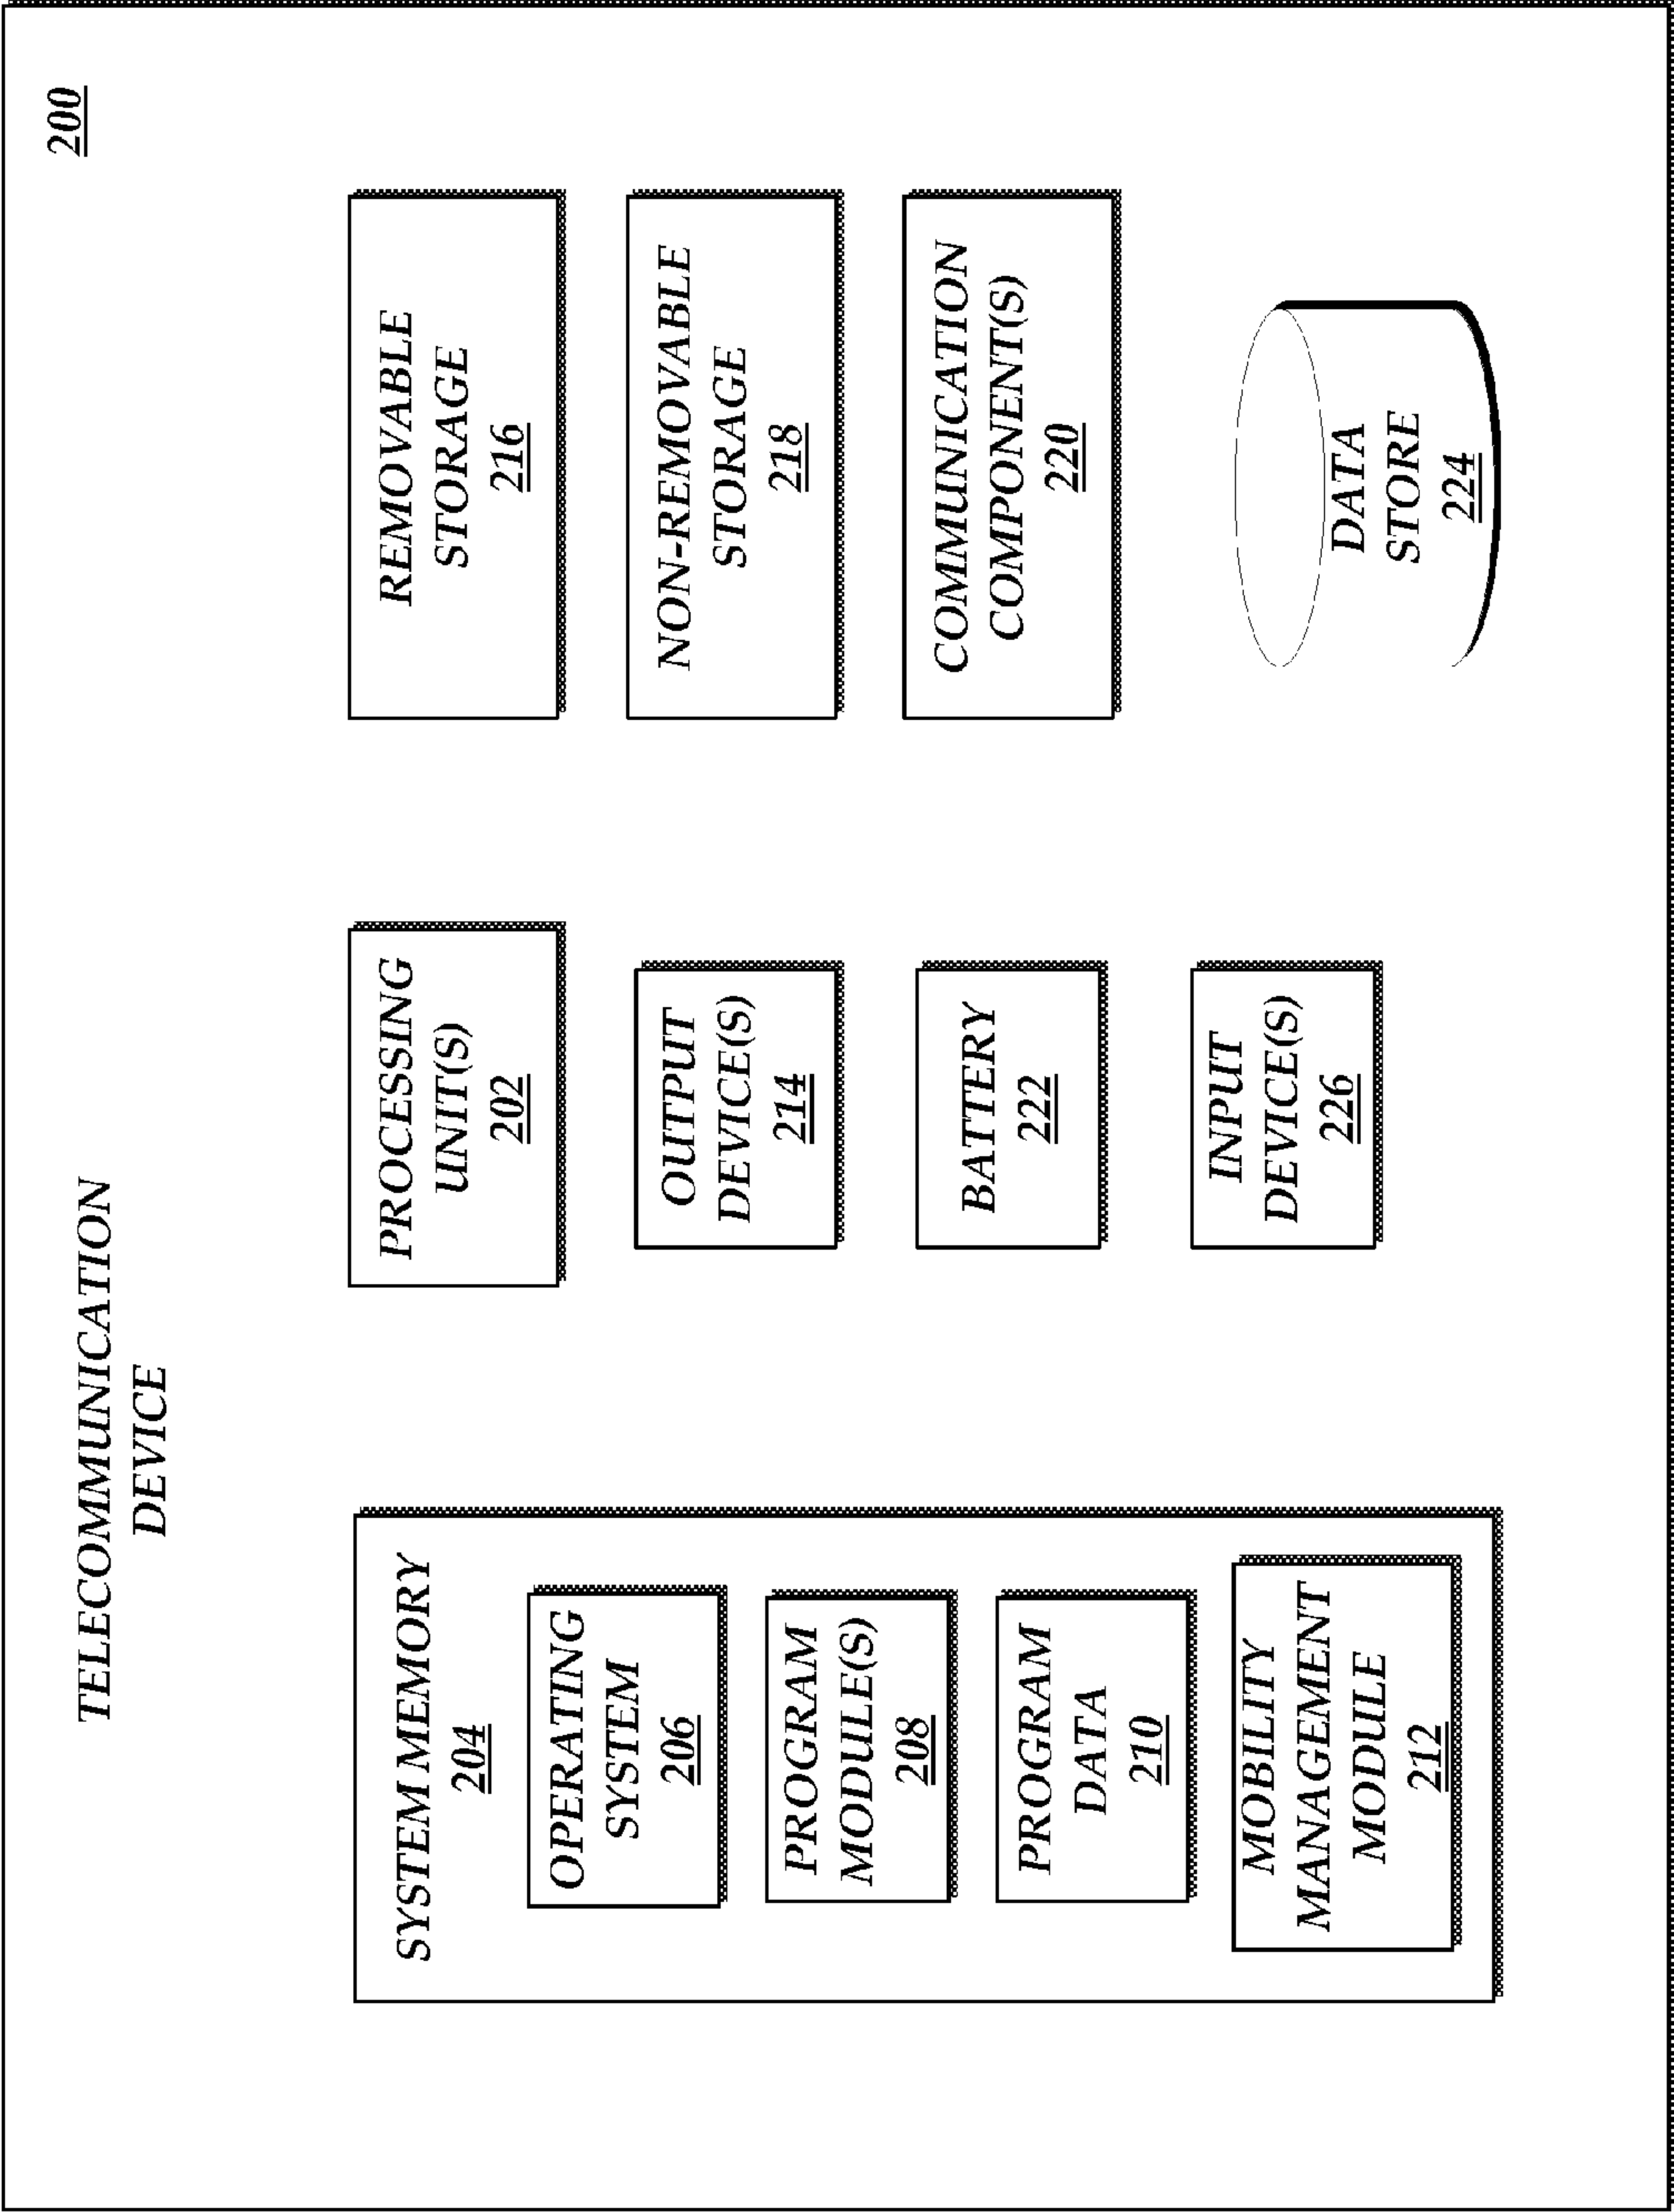 TELECOMMUNICATION
DEVICE
200
SYSTEM MEMORY
204
OPERATING
SYSTEM
206
PROGRAM
MODULE(S)
208
PROGRAM
DATA
210
MOBILITY
MANAGEMENT
MODULE
212
PROCESSING
UNIT(S)
202
OUTPUT
DEVICE(S)
214
BATTERY
222
INPUT
DEVICE(S)
226
REMOVABLE
STORAGE
216
NON-REMOVABLE
STORAGE
218
COMMUNICATION
COMPONENT(S)
220
DATA
STORE
224